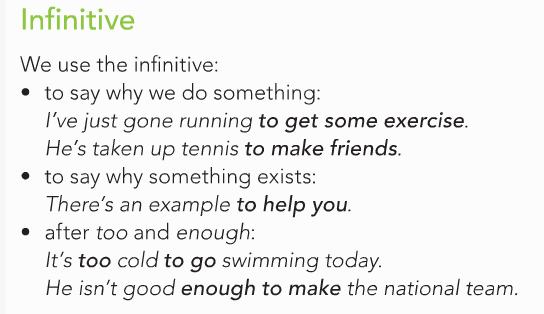 Infinitive
We use the infinitive:
• to say why we do something:
I've just gone running to get some exercise.
He's taken up tennis to make friends.
• to say why something exists:
There's an example to help you.
• after too and enough:
It's too cold to go swimming today.
He isn't good enough to make the national team.